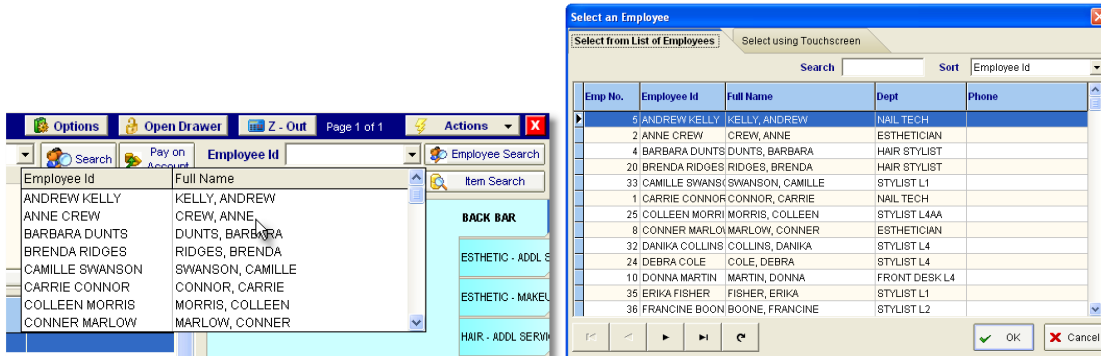 Options
Open Drawer
Z - Out
Page 1 of 1
Actions
X
Search
Pay on
Account
Employee Id
Employee Search
Item Search
Employee Id Full Name
ANDREW KELLY KELLY, ANDREW
ANNE CREW CREW, ANNE
BARBARA DUNTS DUNTS, BARBARA
BRENDA RIDGES RIDGES, BRENDA
CAMILLE SWANSON SWANSON, CAMILLE
CARRIE CONNOR CONNOR, CARRIE
COLLEEN MORRIS MORRIS, COLLEEN
CONNER MARLOW MARLOW, CONNER
BACK BAR
ESTHETIC - ADDL S
ESTHETIC - MAKEU
HAIR - ADDL SERVI
Select an Employee
Select from List of Employees
Select using Touchscreen
Search
Sort Employee Id
Emp No. Employee Id Full Name Dept Phone
5 ANDREW KELLY KELLY, ANDREW NAIL TECH
2 ANNE CREW CREW, ANNE ESTHETICIAN
4 BARBARA DUNTS DUNTS, BARBARA HAIR STYLIST
20 BRENDA RIDGES RIDGES, BRENDA HAIR STYLIST
33 CAMILLE SWANS SWANSON, CAMILLE STYLIST L1
1 CARRIE CONNOR CONNOR, CARRIE NAIL TECH
25 COLLEEN MORRI MORRIS, COLLEEN STYLIST L4AA
8 CONNER MARLO MARLOW, CONNER ESTHETICIAN
32 DANIKA COLLINS COLLINS, DANIKA STYLIST L4
24 DEBRA COLE COLE, DEBRA STYLIST L4
10 DONNA MARTIN MARTIN, DONNA FRONT DESK L4
35 ERIKA FISHER FISHER, ERIKA STYLIST L1
36 FRANCINE BOON BOONE, FRANCINE STYLIST L2
OK
Cancel